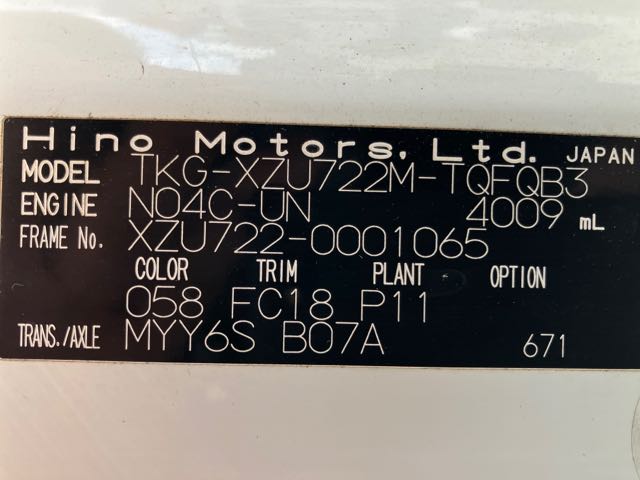 Hino Motors, Ltd. JAPAN
MODEL TKG-XZU722M-TQFQB3
ENGINE N04C-UN 4009 mL
FRAME No. XZU722-0001065
COLOR TRIM PLANT OPTION
058 FC18 P11
TRANS./AXLE MYY6S B07A 671